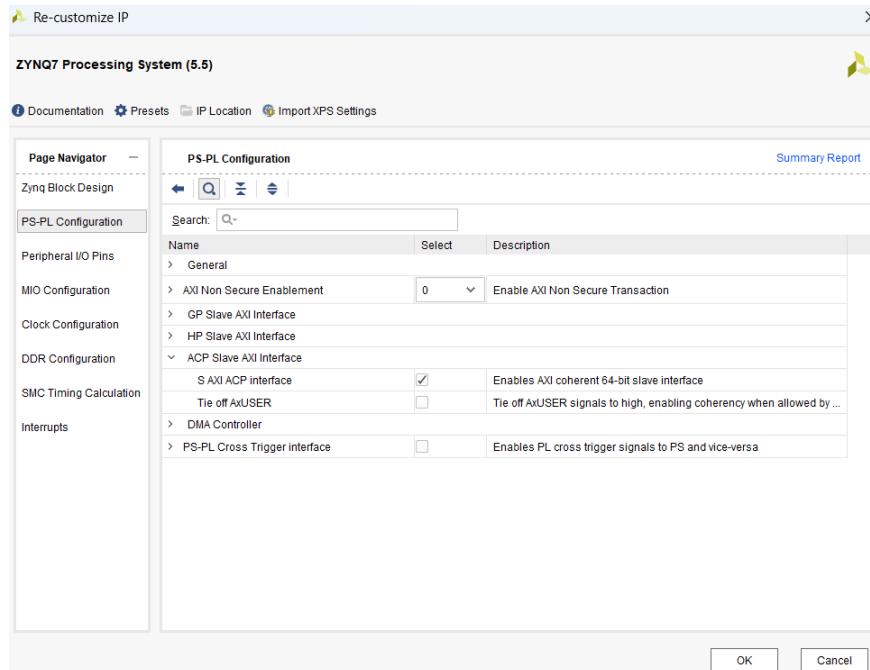 Re-customize IP
ZYNQ7 Processing System (5.5)
Documentation Presets IP Location Import XPS Settings
Page Navigator
Zynq Block Design
PS-PL Configuration
Peripheral I/O Pins
MIO Configuration
Clock Configuration
DDR Configuration
SMC Timing Calculation
Interrupts
PS-PL Configuration Summary Report
Search:
Name Select Description
General
AXI Non Secure Enablement 0 Enable AXI Non Secure Transaction
GP Slave AXI Interface
HP Slave AXI Interface
ACP Slave AXI Interface
S AXI ACP interface Enables AXI coherent 64-bit slave interface
Tie off AxUSER Tie off AxUSER signals to high, enabling coherency when allowed by ...
DMA Controller
PS-PL Cross Trigger interface Enables PL cross trigger signals to PS and vice-versa
OK Cancel